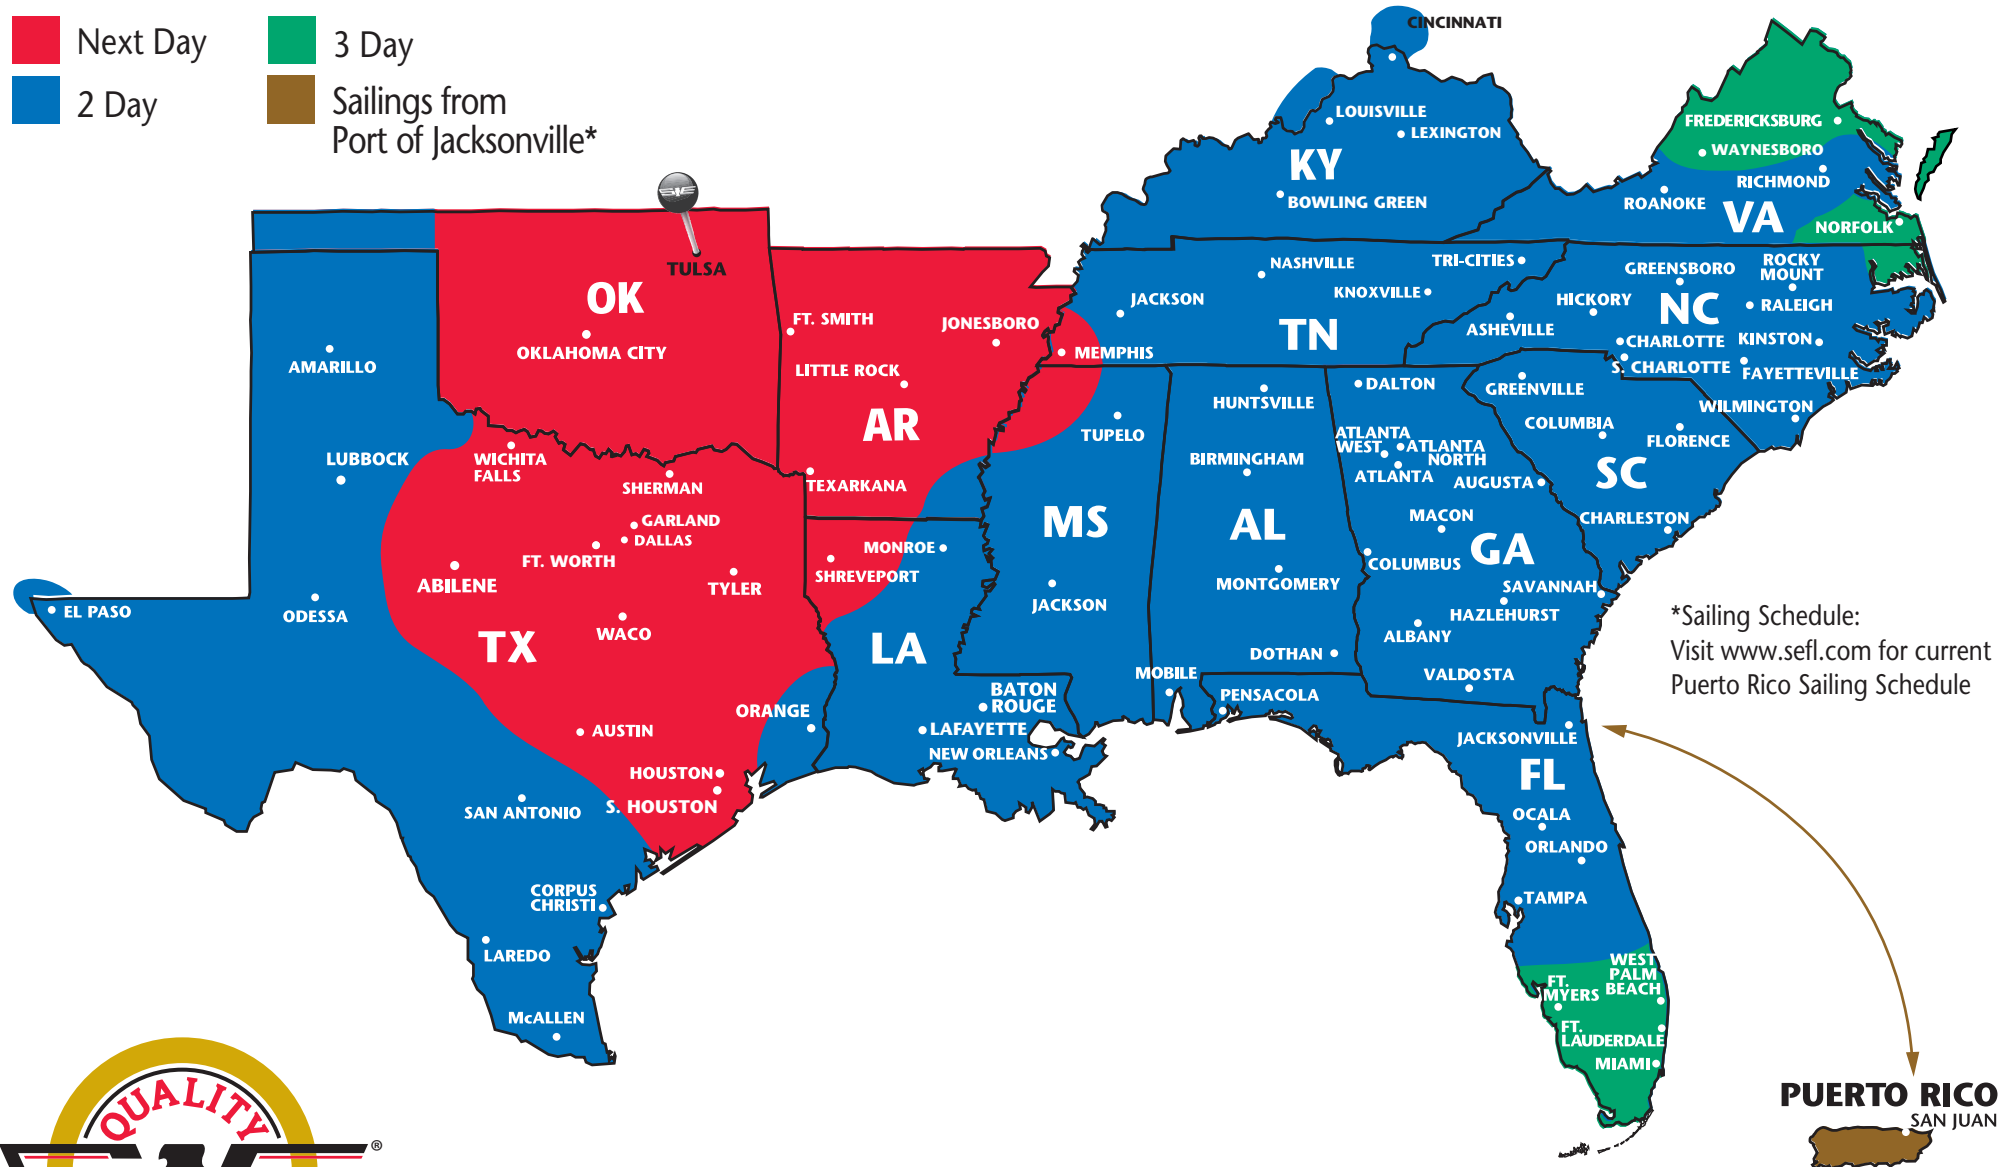 Next Day
2 Day
3 Day
Sailings from
Port of Jacksonville*
CINCINNATI
LOUISVILLE
LEXINGTON
KY
BOWLING GREEN
FREDERICKSBURG
WAYNESBORO
RICHMOND
ROANOKE
VA
NORFOLK
TULSA
OK
OKLAHOMA CITY
FT. SMITH
JONESBORO
LITTLE ROCK
AR
TEXARKANA
NASHVILLE
TRI-CITIES
KNOXVILLE
JACKSON
TN
MEMPHIS
GREENSBORO
ROCKY
MOUNT
HICKORY
NC
RALEIGH
ASHEVILLE
CHARLOTTE
KINSTON
S. CHARLOTTE
FAYETTEVILLE
WILMINGTON
GREENVILLE
COLUMBIA
FLORENCE
SC
CHARLESTON
AMARILLO
LUBBOCK
WICHITA
FALLS
SHERMAN
GARLAND
DALLAS
FT. WORTH
ABILENE
TYLER
EL PASO
ODESSA
WACO
TX
AUSTIN
ORANGE
HOUSTON
S. HOUSTON
SAN ANTONIO
CORPUS
CHRISTI
LAREDO
McALLEN
MONROE
SHREVEPORT
LA
BATON
ROUGE
LAFAYETTE
NEW ORLEANS
TUPELO
MS
JACKSON
HUNTSVILLE
BIRMINGHAM
AL
MONTGOMERY
DOTHAN
MOBILE
DALTON
ATLANTA
WEST
ATLANTA
NORTH
ATLANTA
AUGUSTA
MACON
GA
COLUMBUS
SAVANNAH
HAZLEHURST
ALBANY
VALDOSTA
PENSACOLA
JACKSONVILLE
FL
OCALA
ORLANDO
TAMPA
WEST
PALM
BEACH
FT.
MYERS
FT.
LAUDERDALE
MIAMI
*Sailing Schedule:
Visit www.sefl.com for current
Puerto Rico Sailing Schedule
PUERTO RICO
SAN JUAN
QUALITY
®